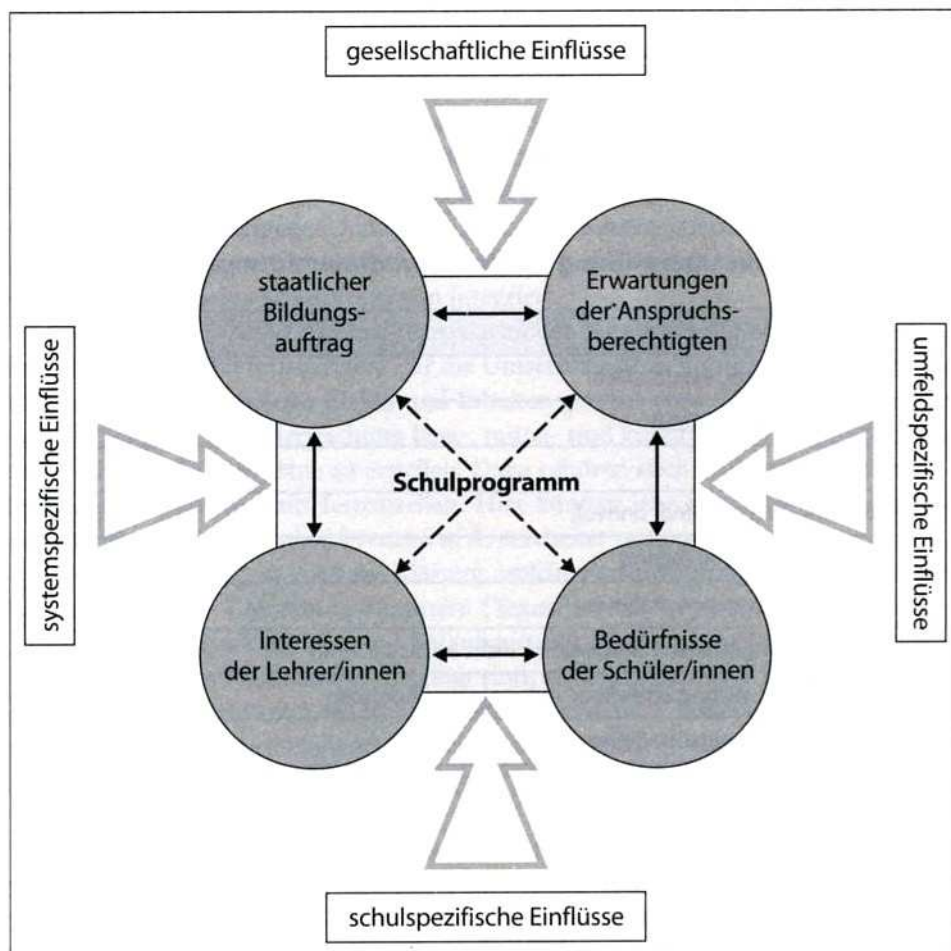 gesellschaftliche Einflüsse
staatlicher
Bildungs-
auftrag
Erwartungen
der Anspruchs-
berechtigten
systemspezifische Einflüsse
umfeldspezifische Einflüsse
Schulprogramm
Interessen
der Lehrer/innen
Bedürfnisse
der Schüler/innen
schulspezifische Einflüsse